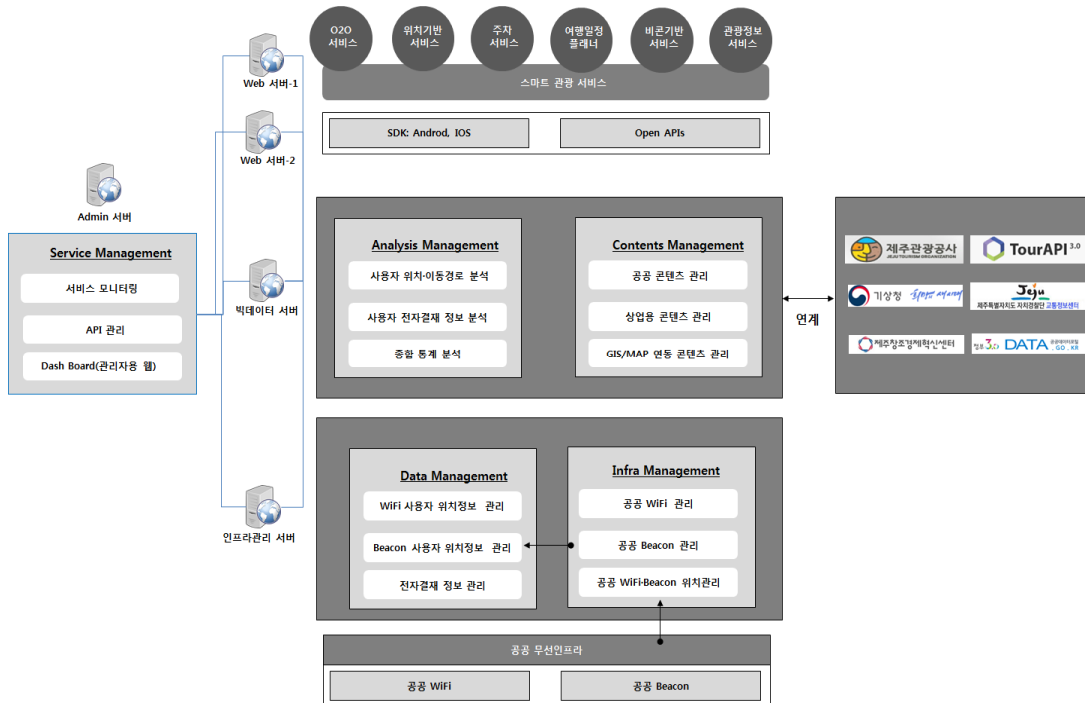 O2O
서비스
위치기반
서비스
주차
서비스
여행일정
플래너
비콘기반
서비스
관광정보
서비스
스마트 관광 서비스
SDK: Androd, IOS
Open APIs
Web 서버-1
Web 서버-2
Admin 서버
Service Management
서비스 모니터링
API 관리
Dash Board(관리자용 웹)
빅데이터 서버
인프라관리 서버
Analysis Management
사용자 위치·이동경로 분석
사용자 전자결재 정보 분석
종합 통계 분석
Contents Management
공공 콘텐츠 관리
상업용 콘텐츠 관리
GIS/MAP 연동 콘텐츠 관리
연계
제주관광공사
JEJU TOURISM ORGANIZATION
TourAPI 3.0
기상청
Jeju
제주특별자치도 자치경찰단 교통정보센터
제주창조경제혁신센터
정부3.0 DATA 공공데이터포털
.GO.KR
Data Management
WiFi 사용자 위치정보 관리
Beacon 사용자 위치정보 관리
전자결재 정보 관리
Infra Management
공공 WiFi 관리
공공 Beacon 관리
공공 WiFi·Beacon 위치관리
공공 무선인프라
공공 WiFi
공공 Beacon